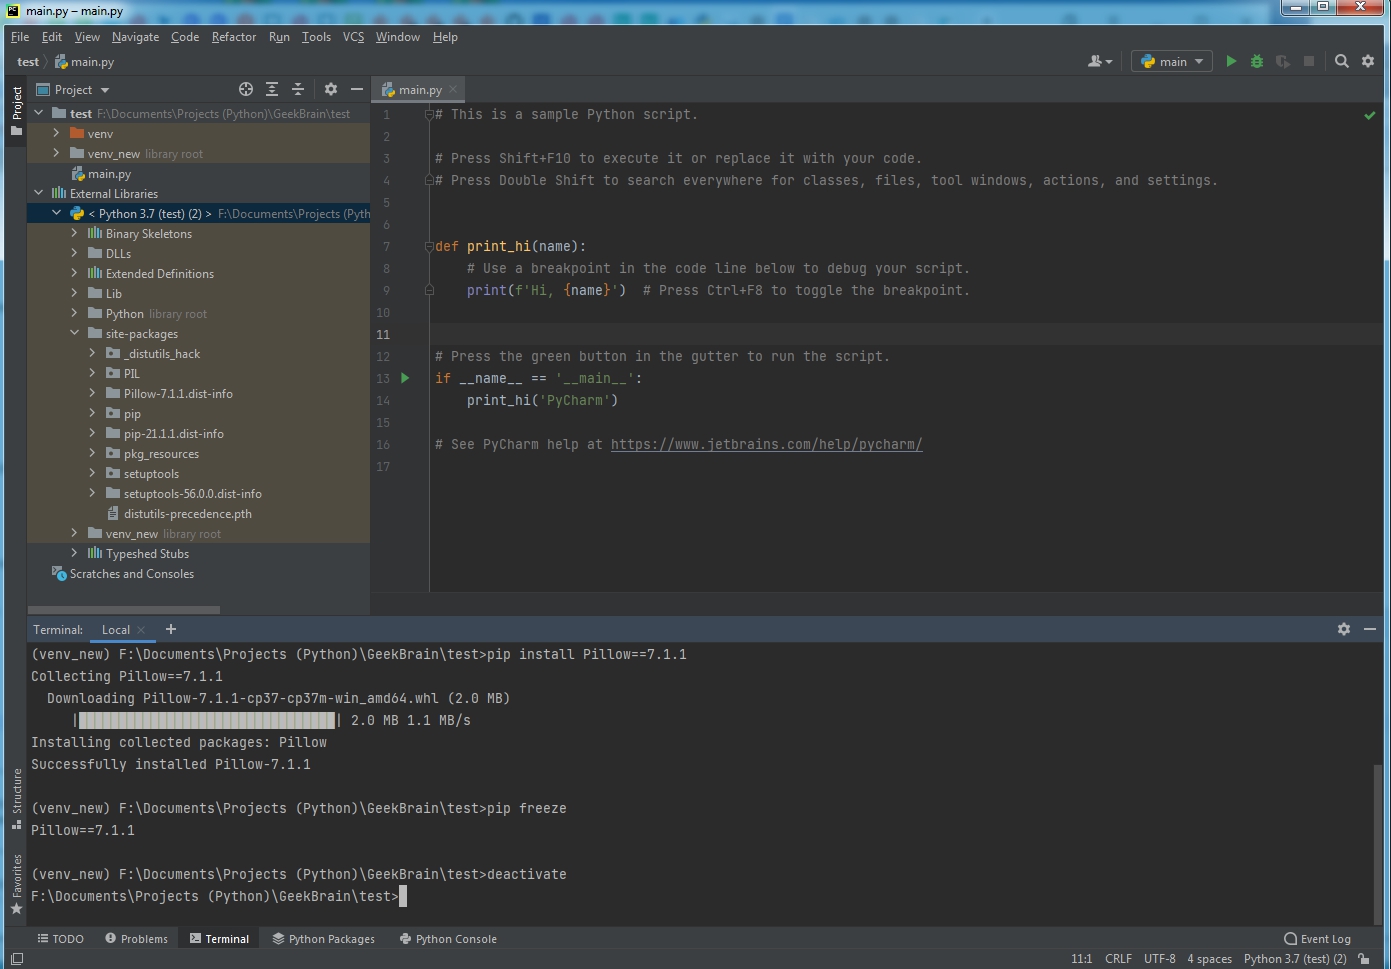 main.py – main.py
File Edit View Navigate Code Refactor Run Tools VCS Window Help
test main.py
main
Project
Project
main.py
test F:\Documents\Projects (Python)\GeekBrain\test
venv
venv_new library root
main.py
External Libraries
< Python 3.7 (test) (2) > F:\Documents\Projects (Pyth
Binary Skeletons
DLLs
Extended Definitions
Lib
Python library root
site-packages
_distutils_hack
PIL
Pillow-7.1.1.dist-info
pip
pip-21.1.1.dist-info
pkg_resources
setuptools
setuptools-56.0.0.dist-info
distutils-precedence.pth
venv_new library root
Typeshed Stubs
Scratches and Consoles
1 # This is a sample Python script.
2
3 # Press Shift+F10 to execute it or replace it with your code.
4 # Press Double Shift to search everywhere for classes, files, tool windows, actions, and settings.
5
6
7 def print_hi(name):
8 # Use a breakpoint in the code line below to debug your script.
9 print(f'Hi, {name}') # Press Ctrl+F8 to toggle the breakpoint.
10
11
12 # Press the green button in the gutter to run the script.
13 if __name__ == '__main__':
14 print_hi('PyCharm')
15
16 # See PyCharm help at https://www.jetbrains.com/help/pycharm/
17
Terminal: Local
(venv_new) F:\Documents\Projects (Python)\GeekBrain\test>pip install Pillow==7.1.1
Collecting Pillow==7.1.1
Downloading Pillow-7.1.1-cp37-cp37m-win_amd64.whl (2.0 MB)
| | 2.0 MB 1.1 MB/s
Installing collected packages: Pillow
Successfully installed Pillow-7.1.1
(venv_new) F:\Documents\Projects (Python)\GeekBrain\test>pip freeze
Pillow==7.1.1
(venv_new) F:\Documents\Projects (Python)\GeekBrain\test>deactivate
F:\Documents\Projects (Python)\GeekBrain\test>
Structure
Favorites
TODO Problems Terminal Python Packages Python Console Event Log
11:1 CRLF UTF-8 4 spaces Python 3.7 (test) (2)